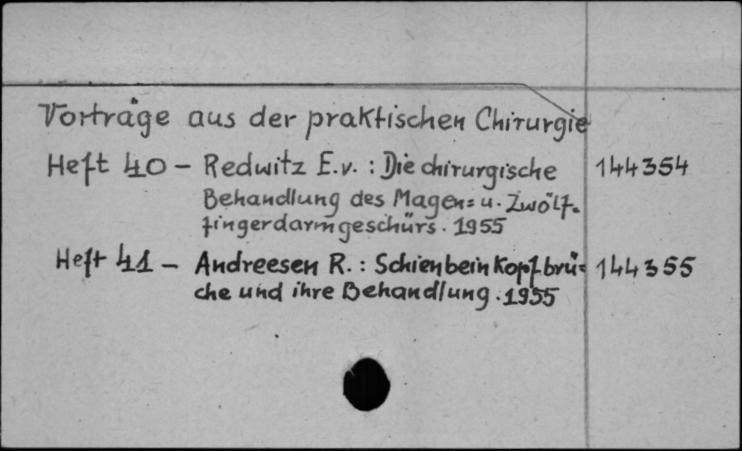 Vorträge aus der praktischen Chirurgie
Heft 40 – Redwitz E.v. : Die chirurgische 144354
Behandlung des Magen= u. Zwölf=
fingerdarmgeschürs. 1955
Heft 41 – Andreesen R. : Schienbeinkopfbrü= 144355
che und ihre Behandlung. 1955